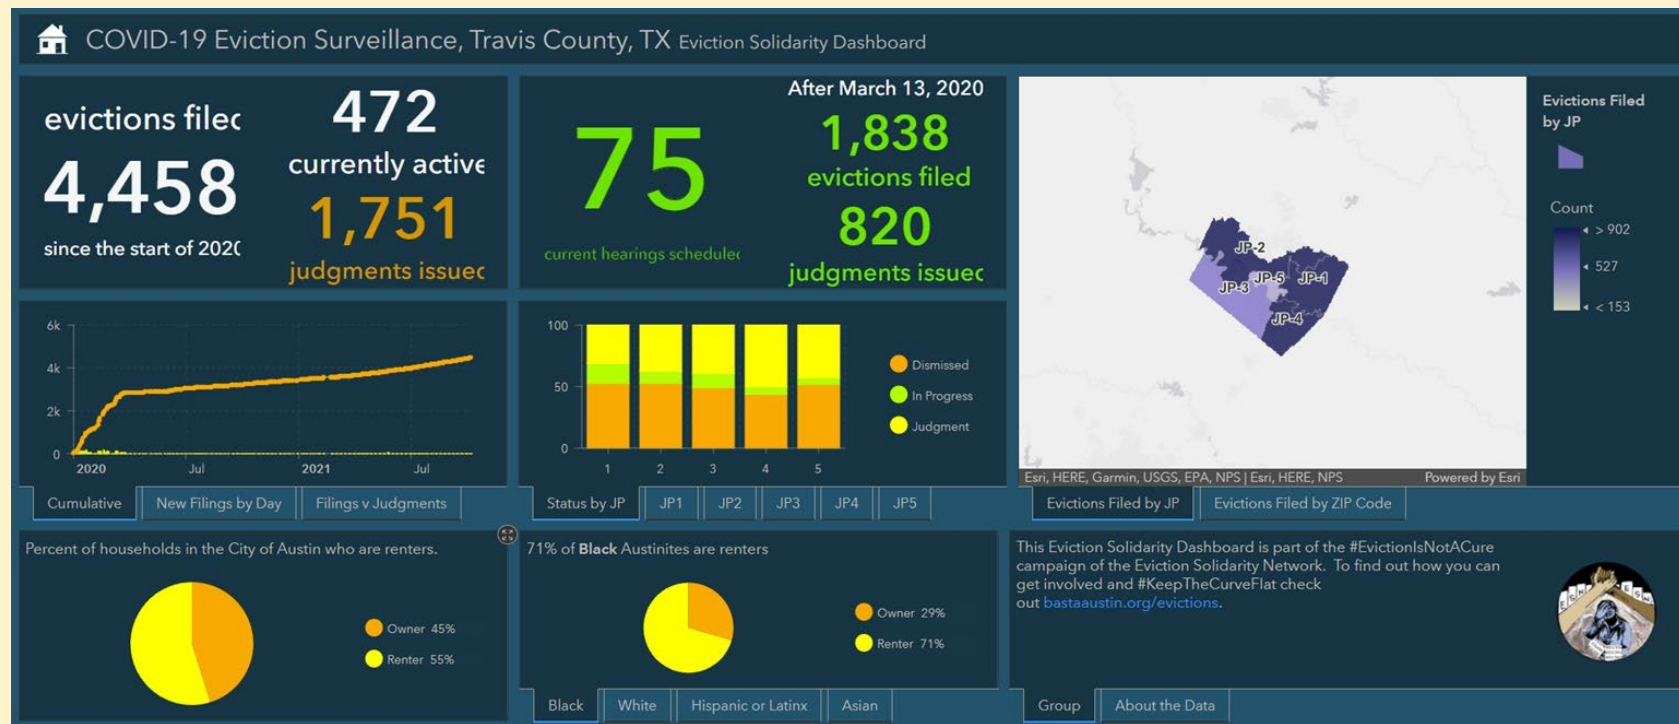 COVID-19 Eviction Surveillance, Travis County, TX Eviction Solidarity Dashboard
evictions filec
4,458
since the start of 202(
472
currently active
1,751
judgments issuec
75
current hearings schedulec
After March 13, 2020
1,838
evictions filed
820
judgments issuec
JP-2
JP-5
JP-1
JP-3
JP-4
Esri, HERE, Garmin, USGS, EPA, NPS | Esri, HERE, NPS
Powered by Esri
Evictions Filed
by JP
Count
> 902
527
< 153
Evictions Filed by JP
Evictions Filed by ZIP Code
6k
4k
2k
0
2020
Jul
2021
Jul
Cumulative
New Filings by Day
Filings v Judgments
100
50
0
1
2
3
4
5
Dismissed
In Progress
Judgment
Status by JP
JP1
JP2
JP3
JP4
JP5
Percent of households in the City of Austin who are renters.
Owner 45%
Renter 55%
71% of Black Austinites are renters
Owner 29%
Renter 71%
Black
White
Hispanic or Latinx
Asian
This Eviction Solidarity Dashboard is part of the #EvictionIsNotACure
campaign of the Eviction Solidarity Network. To find out how you can
get involved and #KeepTheCurveFlat check
out bastaaustin.org/evictions.
Group
About the Data